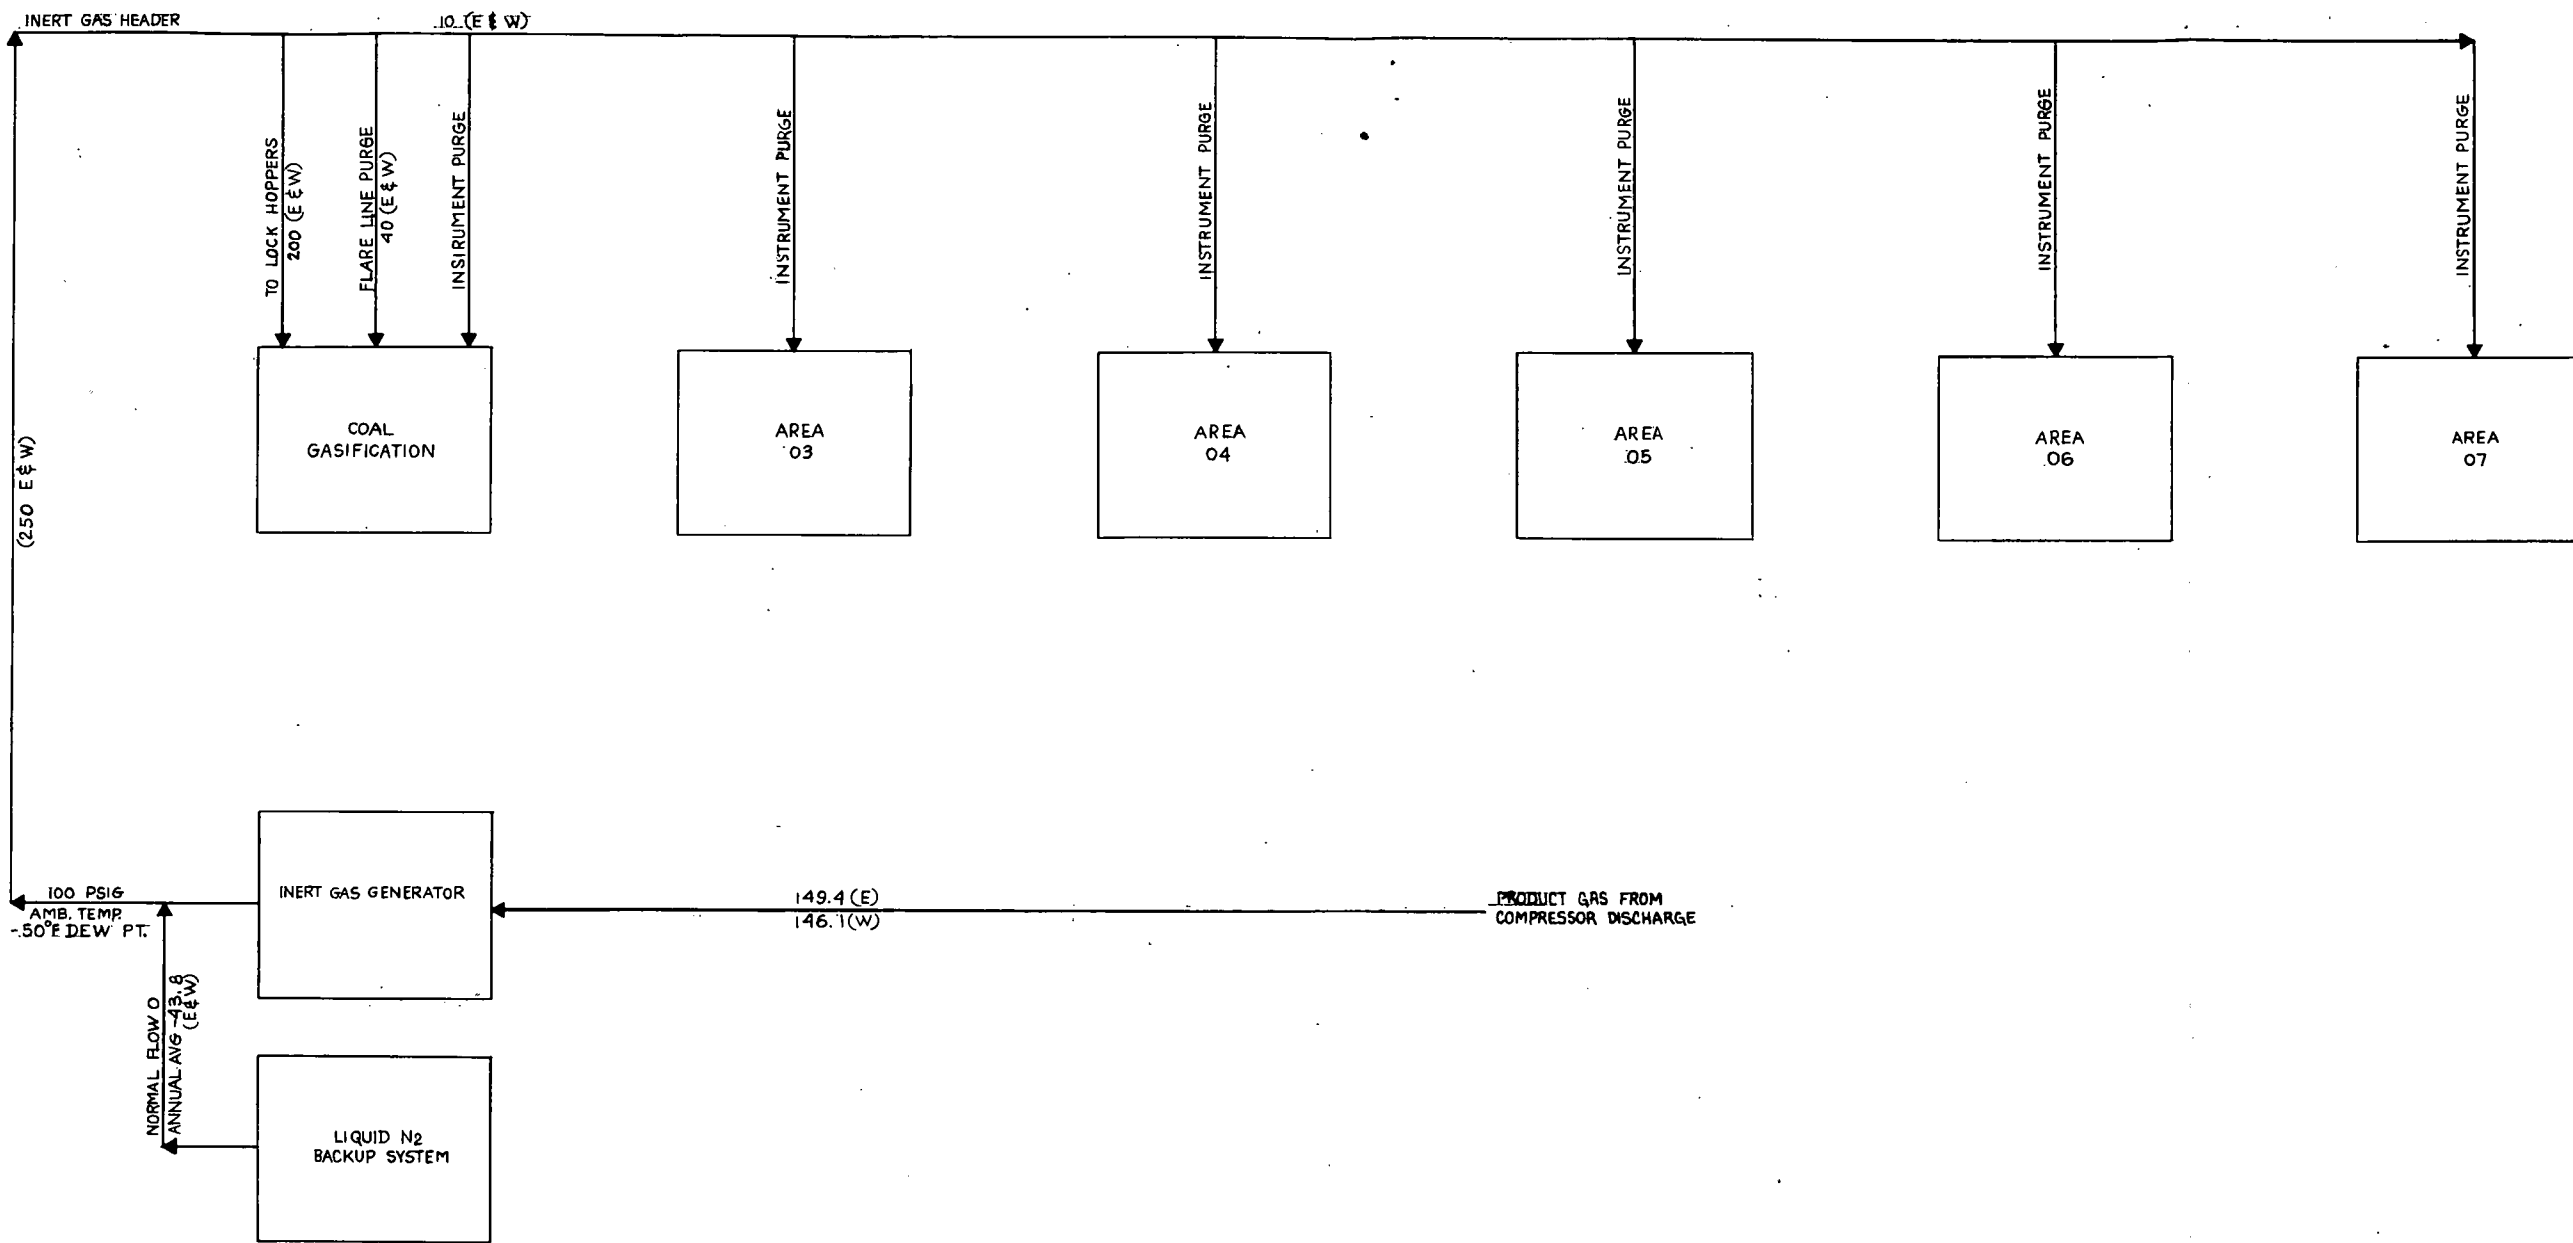 INERT GAS HEADER
10 (E & W)
TO LOCK HOPPERS
200 (E & W)
FLARE LINE PURGE
40 (E & W)
INSIRUMENT PURGE
INSTRUMENT PURGE
INSTRUMENT PURGE
INSTRUMENT PURGE
INSTRUMENT PURGE
INSTRUMENT PURGE
(250 E & W)
COAL
GASIFICATION
AREA
03
AREA
04
AREA
05
AREA
06
AREA
07
100 PSIG
AMB. TEMP.
-50°F DEW PT.
INERT GAS GENERATOR
149.4 (E)
146.1 (W)
PRODUCT GAS FROM
COMPRESSOR DISCHARGE
NORMAL FLOW 0
ANNUAL AVG -43.8
(E & W)
LIQUID N2
BACKUP SYSTEM